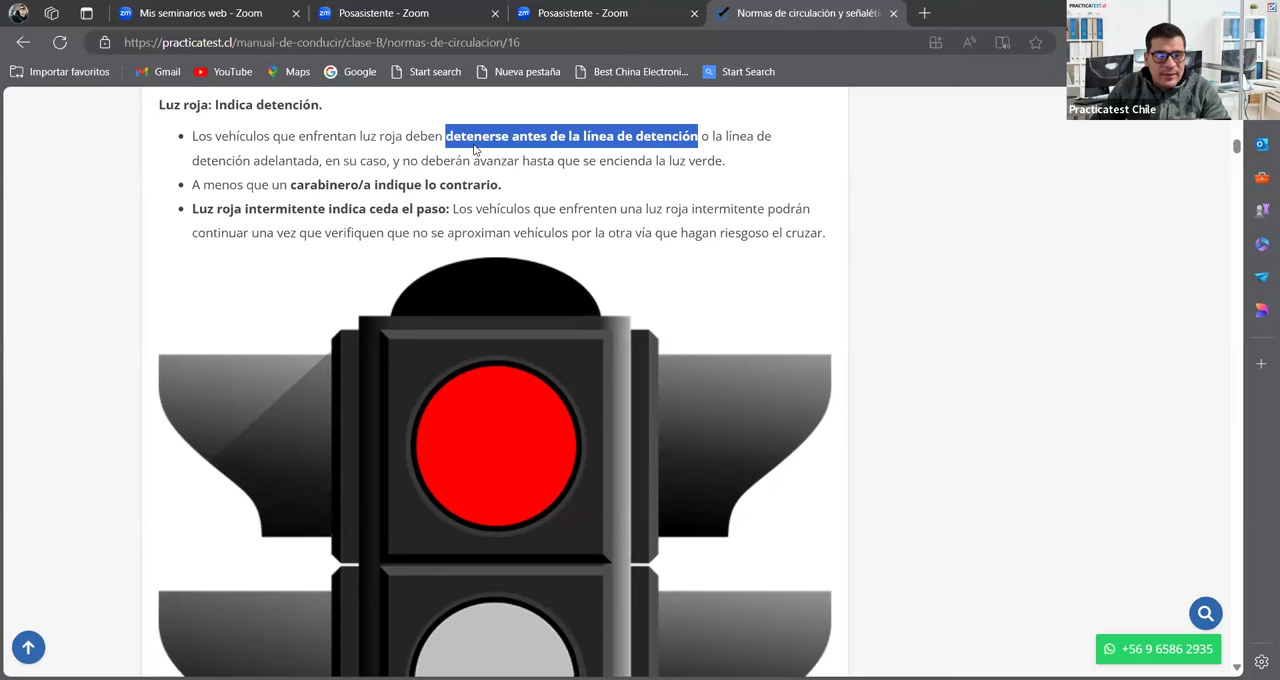 Mis seminarios web - Zoom
Posasistente - Zoom
Posasistente - Zoom
Normas de circulación y señaléti
https://practicatest.cl/manual-de-conducir/clase-B/normas-de-circulacion/16
Importar favoritos
Gmail
YouTube
Maps
Google
Start search
Nueva pestaña
Best China Electroni...
Start Search
PRACTICATEST.cl
Practicatest Chile
Luz roja: Indica detención.
Los vehículos que enfrentan luz roja deben detenerse antes de la línea de detención o la línea de
detención adelantada, en su caso, y no deberán avanzar hasta que se encienda la luz verde.
A menos que un carabinero/a indique lo contrario.
Luz roja intermitente indica ceda el paso: Los vehículos que enfrenten una luz roja intermitente podrán
continuar una vez que verifiquen que no se aproximan vehículos por la otra vía que hagan riesgoso el cruzar.
+56 9 6586 2935